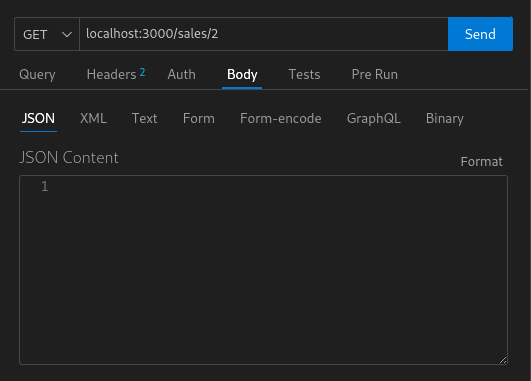 GET localhost:3000/sales/2 Send
Query Headers 2 Auth Body Tests Pre Run
JSON XML Text Form Form-encode GraphQL Binary
JSON Content Format
1